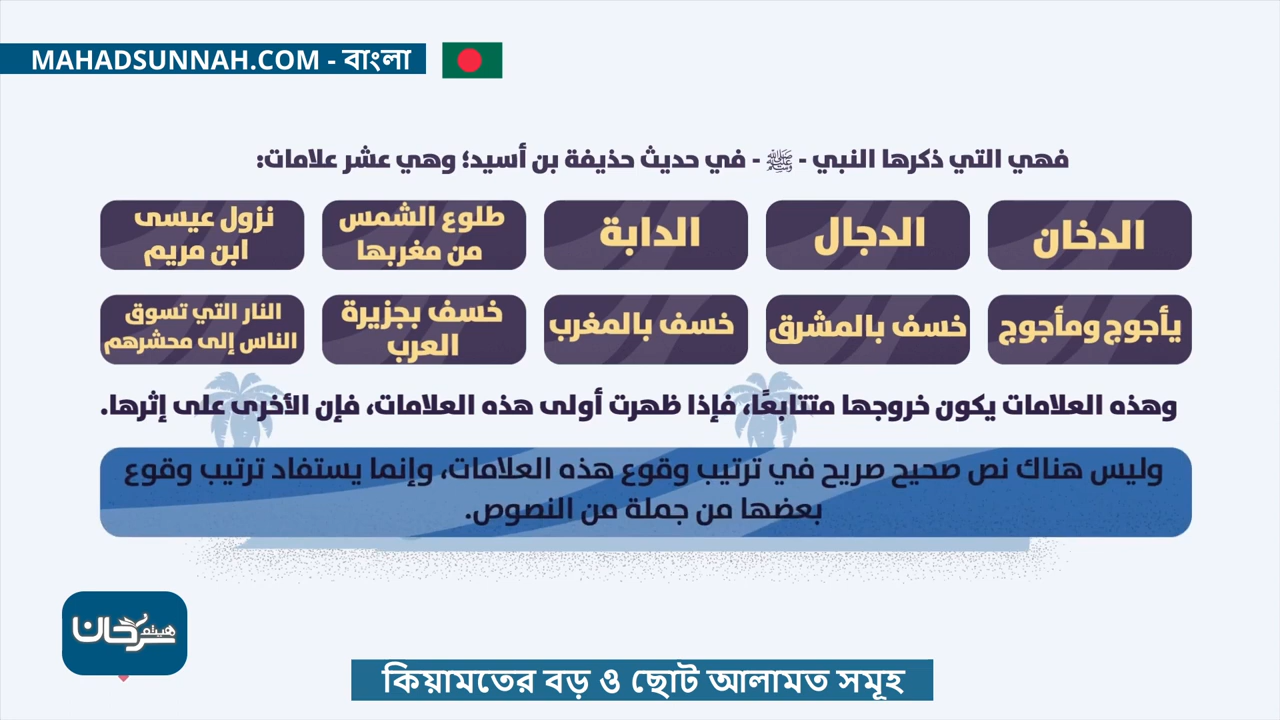 MAHADSUNNAH.COM - বাংলা
فهي التي ذكرها النبي - ﷺ - في حديث حذيفة بن أسيد؛ وهي عشر علامات:
الدخان
الدجال
الدابة
طلوع الشمس
من مغربها
نزول عيسى
ابن مريم
يأجوج ومأجوج
خسف بالمشرق
خسف بالمغرب
خسف بجزيرة
العرب
النار التي تسوق
الناس إلى محشرهم
وهذه العلامات يكون خروجها متتابعًا، فإذا ظهرت أولى هذه العلامات، فإن الأخرى على إثرها.
وليس هناك نص صحيح صريح في ترتيب وقوع هذه العلامات، وإنما يستفاد ترتيب وقوع
بعضها من جملة من النصوص.
هيثم
سرحان
কিয়ামতের বড় ও ছোট আলামত সমূহ